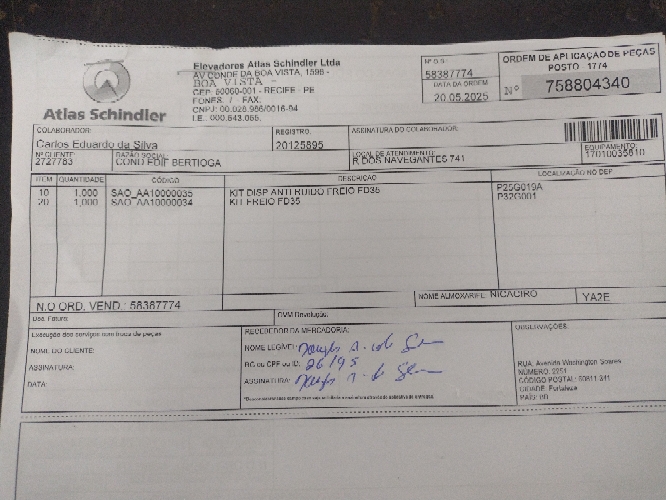 Atlas Schindler
Elevadores Atlas Schindler Ltda
AV CONDE DA BOA VISTA, 1596 -
BOA VISTA -
CEP: 60060-001 - RECIFE - PE
FONES: / FAX:
CNPJ: 00.028.986/0016-94
I.E.: 000.643.065.
Nº O.S.
58387774
DATA DA ORDEM
20.05.2025
ORDEM DE APLICAÇÃO DE PEÇAS
POSTO - 1774
Nº 758804340
COLABORADOR:
Carlos Eduardo da Silva
REGISTRO:
20125895
ASSINATURA DO COLABORADOR:
Nº CLIENTE:
2727783
RAZÃO SOCIAL:
COND EDIF BERTIOGA
LOCAL DE ATENDIMENTO:
R.DOS NAVEGANTES 741
EQUIPAMENTO:
17010035610
ITEM QUANTIDADE CÓDIGO DESCRIÇÃO LOCALIZAÇÃO NO DEP.
10 1,000 SAO_AA10000035 KIT DISP ANTI RUIDO FREIO FD35 P25G019A
20 1,000 SAO_AA10000034 KIT FREIO FD35 P32G001
N.O ORD. VEND.: 58387774
NOME ALMOXARIFE: NICACIRO YA2E
Doc. Fatura:
OVM Devolução:
Execução dos serviços com troca de peças
NOME DO CLIENTE:
ASSINATURA:
DATA:
RECEBEDOR DA MERCADORIA:
NOME LEGÍVEL:
RG ou CPF ou ID:
ASSINATURA:
OBSERVAÇÕES:
RUA: Avenida Washington Soares
NÚMERO: 2251
CÓDIGO POSTAL: 60811-341
CIDADE: Fortaleza
PAÍS: BR